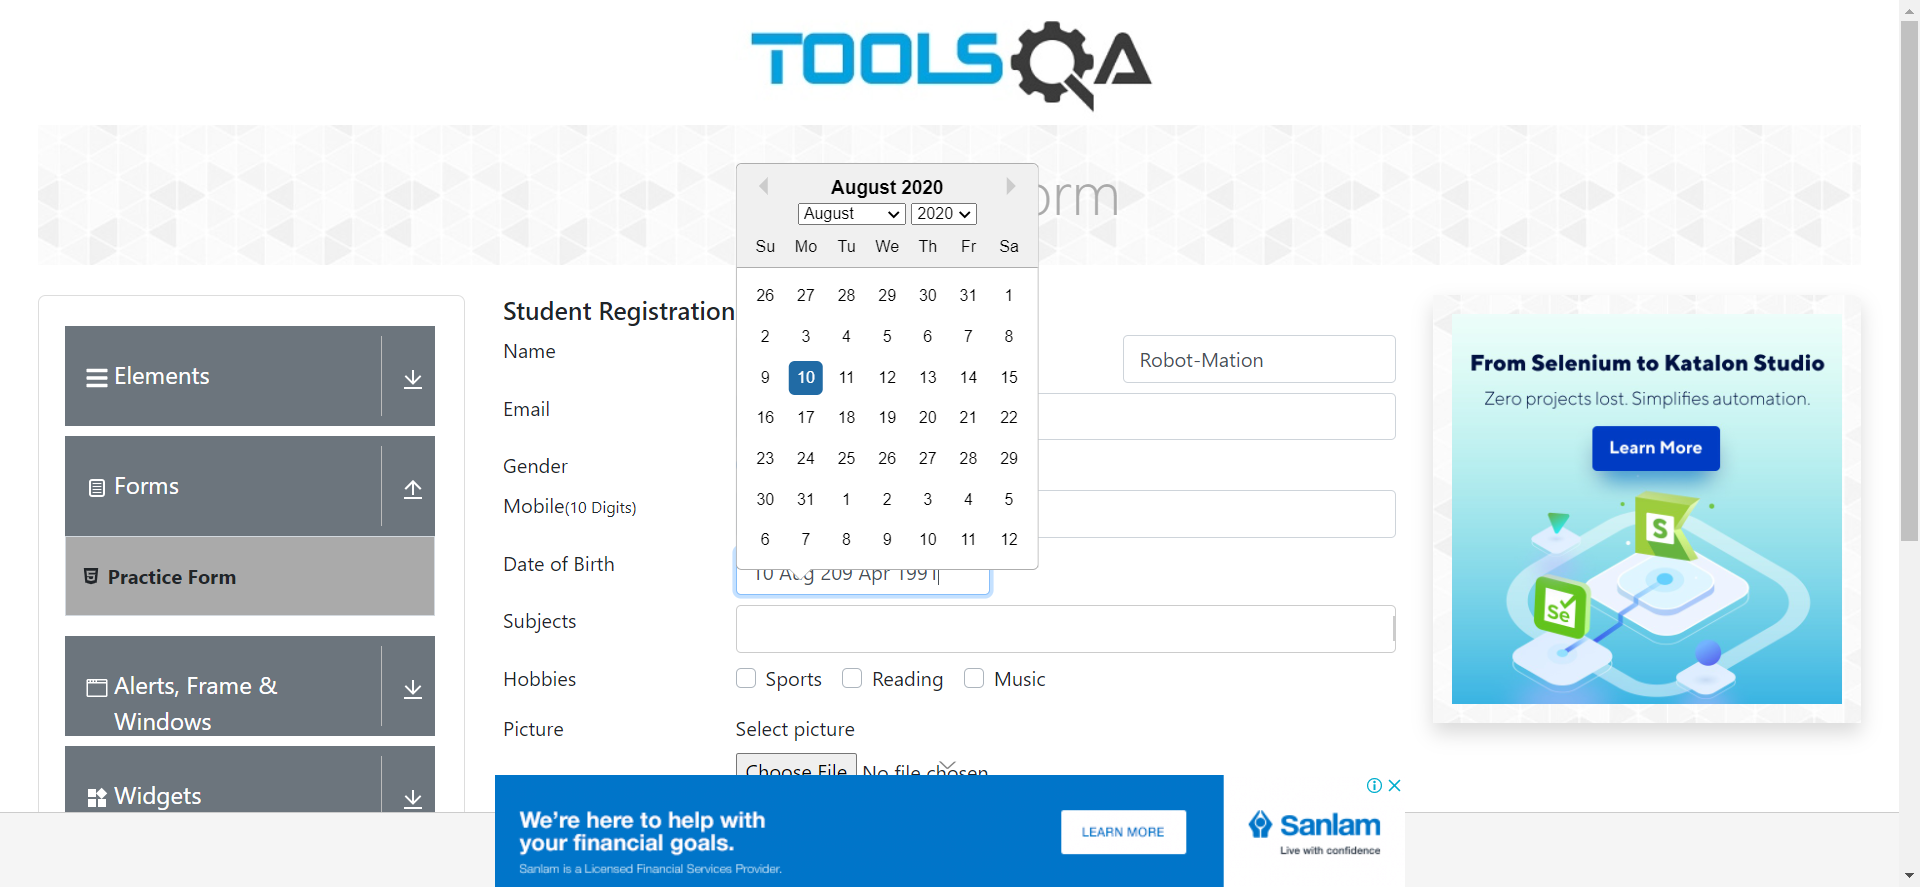 TOOLSQA
orm
August 2020
August 2020
Su Mo Tu We Th Fr Sa
26 27 28 29 30 31 1
2 3 4 5 6 7 8
9 10 11 12 13 14 15
16 17 18 19 20 21 22
23 24 25 26 27 28 29
30 31 1 2 3 4 5
6 7 8 9 10 11 12
Elements
Forms
Practice Form
Alerts, Frame &
Windows
Widgets
Student Registration
Name
Robot-Mation
Email
Gender
Mobile(10 Digits)
Date of Birth
10 Aug 209 Apr 1991
Subjects
Hobbies
Sports Reading Music
Picture
Select picture
Choose File No file chosen
From Selenium to Katalon Studio
Zero projects lost. Simplifies automation.
Learn More
S
Se
We're here to help with
your financial goals.
Sanlam is a Licensed Financial Services Provider.
LEARN MORE
Sanlam
Live with confidence